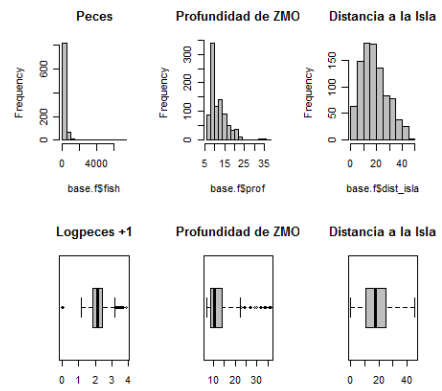 Peces
Profundidad de ZMO
Distancia a la Isla
Frequency
0 200 600
0 4000
base.f$fish
Frequency
0 100 200 300
5 15 25 35
base.f$prof
Frequency
0 50 100 150
0 20 40
base.f$dist_isla
Logpeces +1
Profundidad de ZMO
Distancia a la Isla
0 1 2 3 4
10 20 30
0 20 40